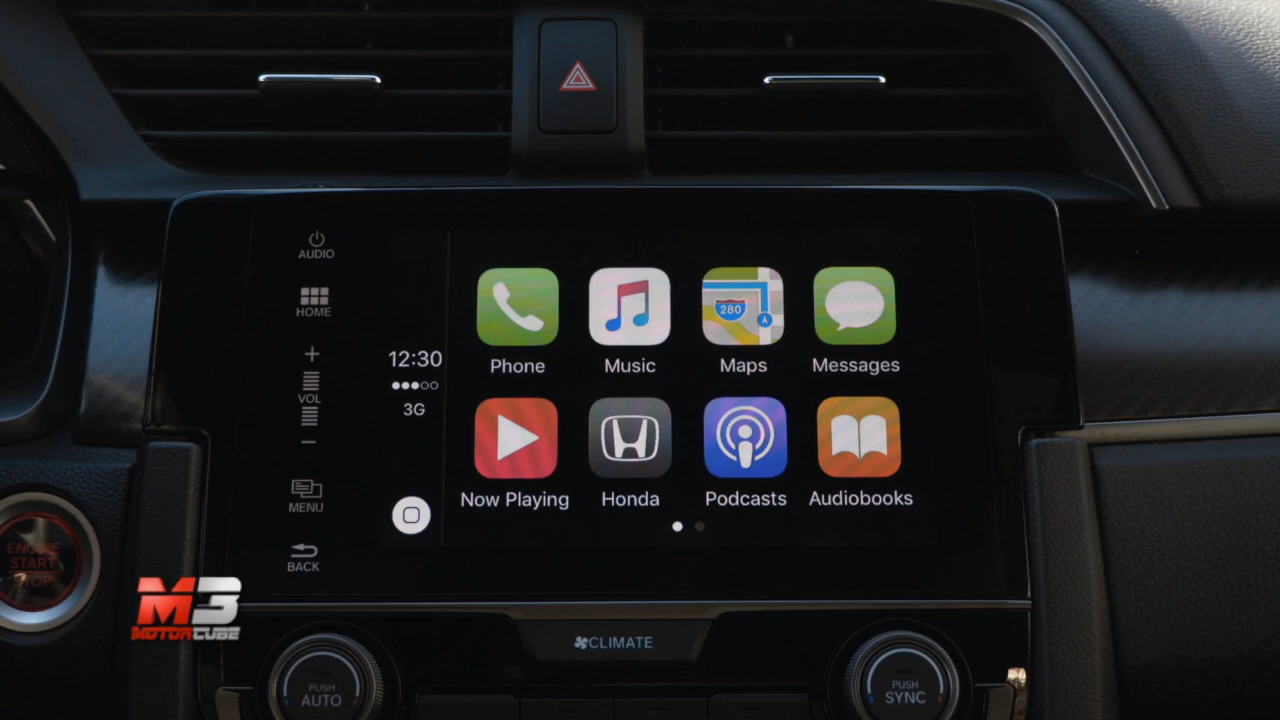 AUDIO
HOME
+
VOL
−
MENU
BACK
12:30
3G
280
Phone
Music
Maps
Messages
Now Playing
Honda
Podcasts
Audiobooks
ENGINE
START
STOP
M3
MOTORCUBE
CLIMATE
PUSH
AUTO
PUSH
SYNC